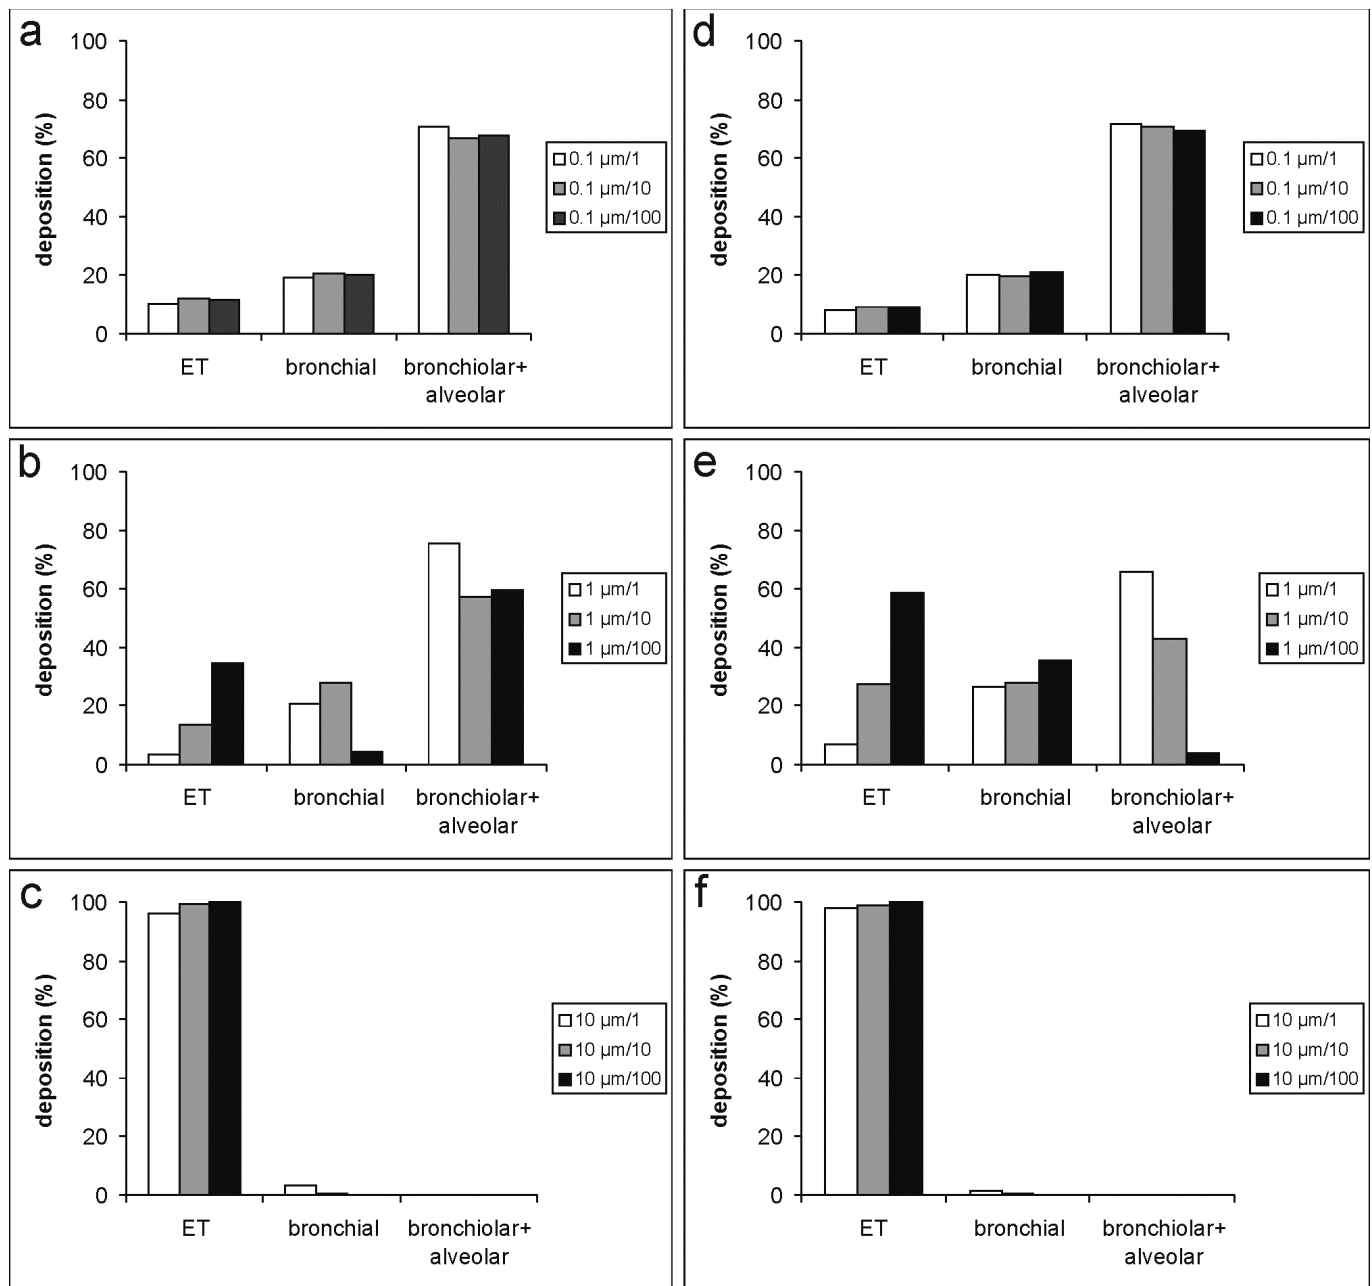 a
100
80
60
40
20
0
deposition (%)
ET
bronchial
bronchiolar+
alveolar
0.1 µm/1
0.1 µm/10
0.1 µm/100
d
100
80
60
40
20
0
deposition (%)
ET
bronchial
bronchiolar+
alveolar
0.1 µm/1
0.1 µm/10
0.1 µm/100
b
100
80
60
40
20
0
deposition (%)
ET
bronchial
bronchiolar+
alveolar
1 µm/1
1 µm/10
1 µm/100
e
100
80
60
40
20
0
deposition (%)
ET
bronchial
bronchiolar+
alveolar
1 µm/1
1 µm/10
1 µm/100
c
100
80
60
40
20
0
deposition (%)
ET
bronchial
bronchiolar+
alveolar
10 µm/1
10 µm/10
10 µm/100
f
100
80
60
40
20
0
deposition (%)
ET
bronchial
bronchiolar+
alveolar
10 µm/1
10 µm/10
10 µm/100